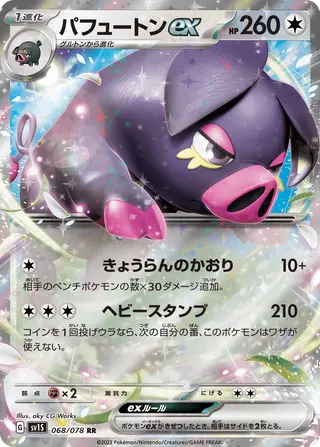 1進化
パフュートンex
HP260
グルトンから進化
きょうらんのかおり 10+
相手のベンチポケモンの数×30ダメージ追加。
ヘビースタンプ 210
コインを1回投げウラなら、次の自分の番、このポケモンはワザが
使えない。
弱点 ×2 抵抗力 にげる
Illus. aky CG Works
exルール
ポケモンexがきぜつしたとき、相手はサイドを2枚とる。
G sv1S 068/078 RR
©2023 Pokémon/Nintendo/Creatures/GAME FREAK.